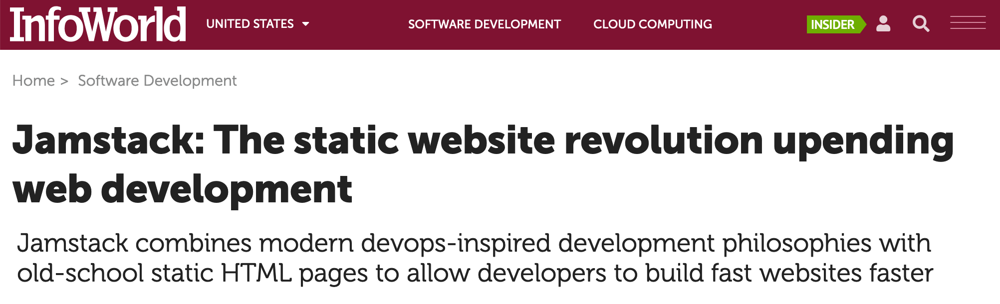 InfoWorld
UNITED STATES
SOFTWARE DEVELOPMENT
CLOUD COMPUTING
INSIDER
Home > Software Development
Jamstack: The static website revolution upending
web development
Jamstack combines modern devops-inspired development philosophies with
old-school static HTML pages to allow developers to build fast websites faster